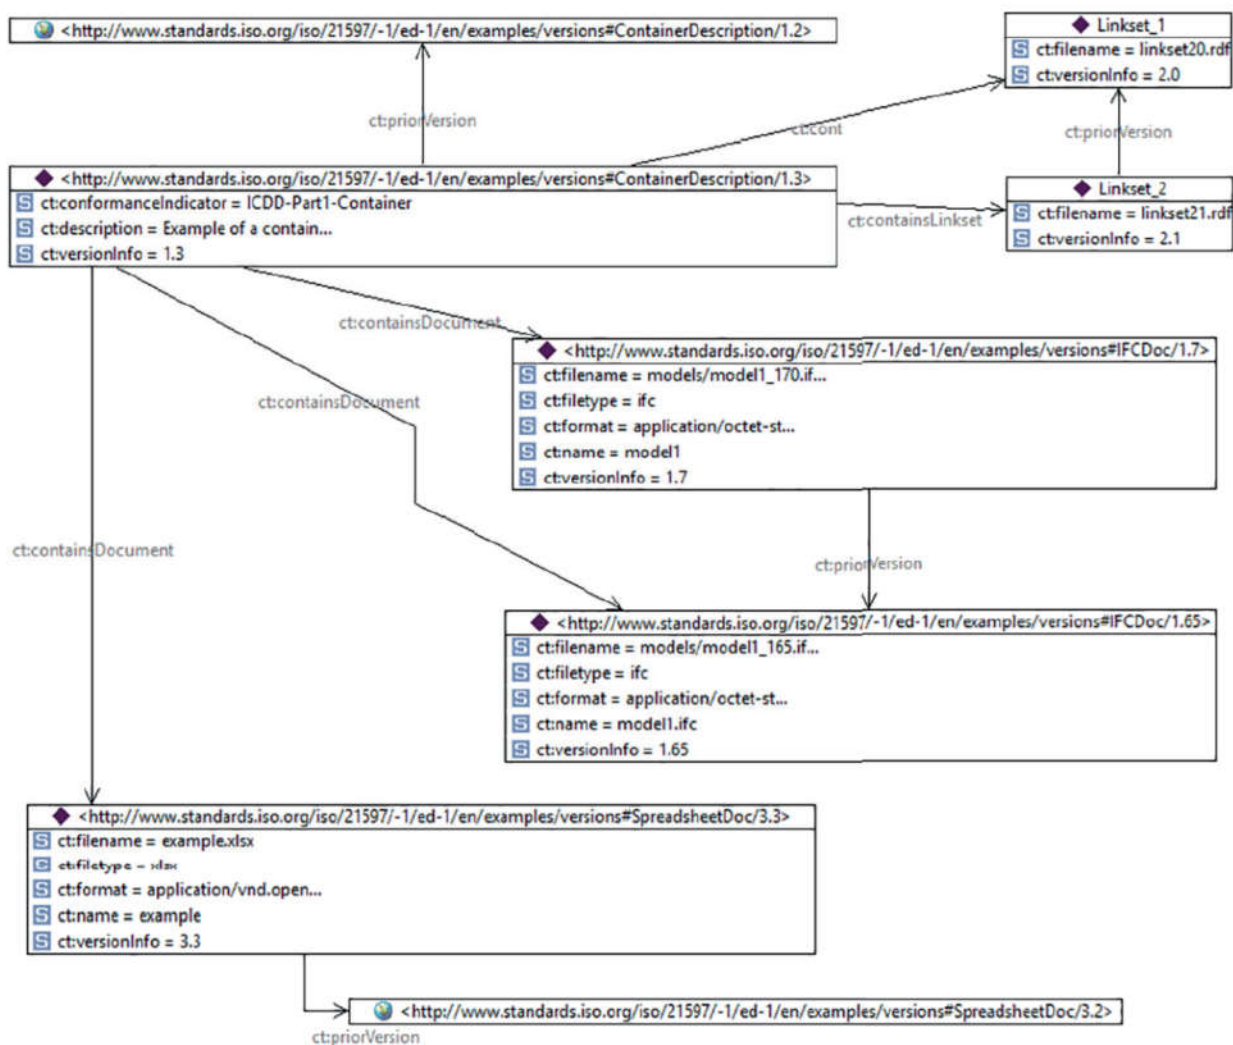 <http://www.standards.iso.org/iso/21597/-1/ed-1/en/examples/versions#ContainerDescription/1.2>
Linkset_1
ct:filename = linkset20.rdf
ct:versionInfo = 2.0
ct:priorVersion
ct:cont
ct:priorVersion
<http://www.standards.iso.org/iso/21597/-1/ed-1/en/examples/versions#ContainerDescription/1.3>
ct:conformanceIndicator = ICDD-Part1-Container
ct:description = Example of a contain...
ct:versionInfo = 1.3
Linkset_2
ct:filename = linkset21.rdf
ct:versionInfo = 2.1
ct:containsLinkset
ct:containsDocument
<http://www.standards.iso.org/iso/21597/-1/ed-1/en/examples/versions#IFCDoc/1.7>
ct:filename = models/model1_170.if...
ct:filetype = ifc
ct:format = application/octet-st...
ct:name = model1
ct:versionInfo = 1.7
ct:containsDocument
ct:containsDocument
ct:priorVersion
<http://www.standards.iso.org/iso/21597/-1/ed-1/en/examples/versions#IFCDoc/1.65>
ct:filename = models/model1_165.if...
ct:filetype = ifc
ct:format = application/octet-st...
ct:name = model1.ifc
ct:versionInfo = 1.65
<http://www.standards.iso.org/iso/21597/-1/ed-1/en/examples/versions#SpreadsheetDoc/3.3>
ct:filename = example.xlsx
ct:filetype = xlsx
ct:format = application/vnd.open...
ct:name = example
ct:versionInfo = 3.3
<http://www.standards.iso.org/iso/21597/-1/ed-1/en/examples/versions#SpreadsheetDoc/3.2>
ct:priorVersion